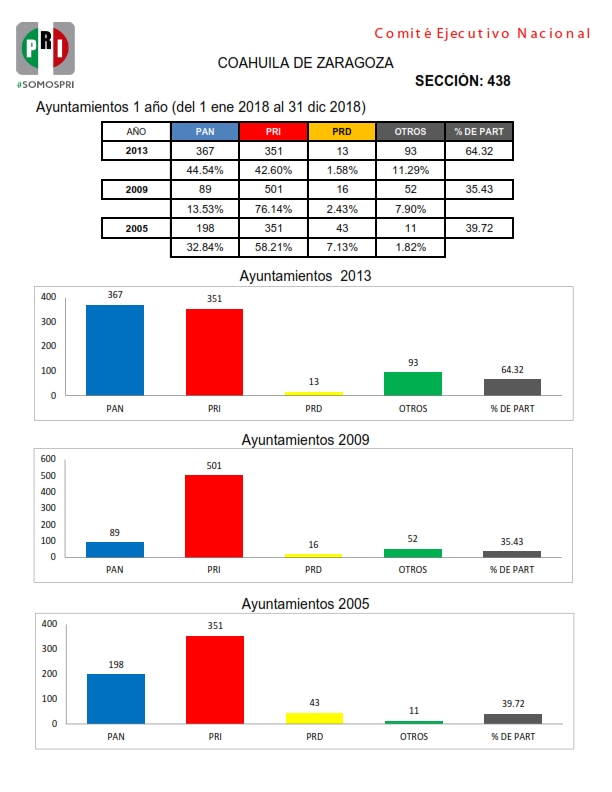 PRI
#SOMOSPRI
Comité Ejecutivo Nacional
COAHUILA DE ZARAGOZA
SECCIÓN: 438
Ayuntamientos 1 año (del 1 ene 2018 al 31 dic 2018)
AÑO PAN PRI PRD OTROS % DE PART
2013 367 351 13 93 64.32
44.54% 42.60% 1.58% 11.29%
2009 89 501 16 52 35.43
13.53% 76.14% 2.43% 7.90%
2005 198 351 43 11 39.72
32.84% 58.21% 7.13% 1.82%
Ayuntamientos 2013
400
300
200
100
0
367 351 13 93 64.32
PAN PRI PRD OTROS % DE PART
Ayuntamientos 2009
600
500
400
300
200
100
0
89 501 16 52 35.43
PAN PRI PRD OTROS % DE PART
Ayuntamientos 2005
400
300
200
100
0
198 351 43 11 39.72
PAN PRI PRD OTROS % DE PART